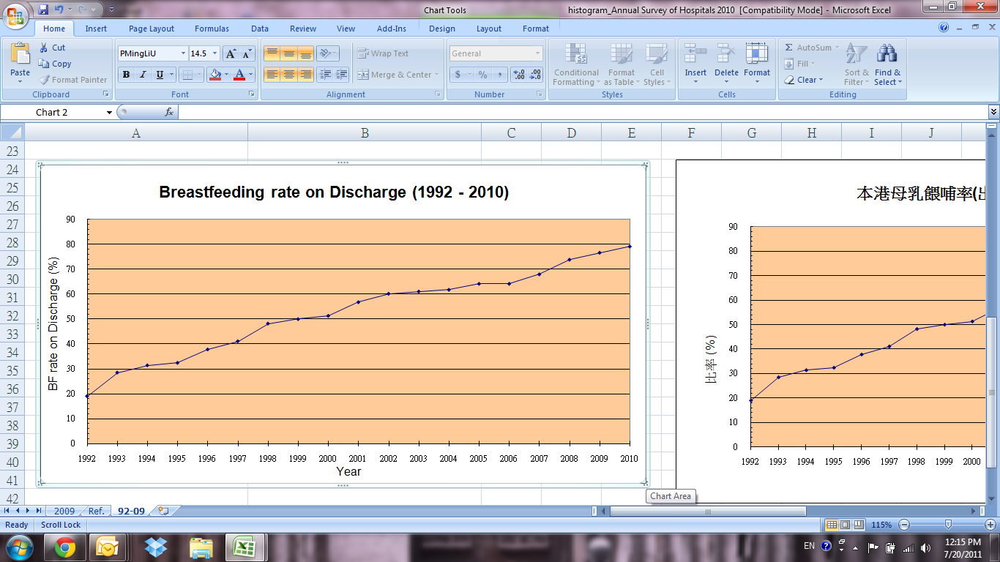 Chart Tools
histogram_Annual Survey of Hospitals 2010 [Compatibility Mode] - Microsoft Excel
Home Insert Page Layout Formulas Data Review View Add-Ins Design Layout Format
Paste
Cut
Copy
Format Painter
Clipboard
PMingLiU 14.5
B I U
Font
Wrap Text
Merge & Center
Alignment
General
$ % ,
Number
Conditional Formatting
Format as Table
Cell Styles
Styles
Insert Delete Format
Cells
Σ AutoSum
Fill
Clear
Sort & Filter
Find & Select
Editing
Chart 2
fx
A B C D E F G H I J
23
24
25
26
27
28
29
30
31
32
33
34
35
36
37
38
39
40
41
42
Breastfeeding rate on Discharge (1992 - 2010)
BF rate on Discharge (%)
90
80
70
60
50
40
30
20
10
0
1992 1993 1994 1995 1996 1997 1998 1999 2000 2001 2002 2003 2004 2005 2006 2007 2008 2009 2010
Year
本港母乳餵哺率(出
比率 (%)
90
80
70
60
50
40
30
20
10
0
1992 1993 1994 1995 1996 1997 1998 1999 2000
Chart Area
2009 Ref. 92-09
Ready Scroll Lock
115%
EN
12:15 PM
7/20/2011